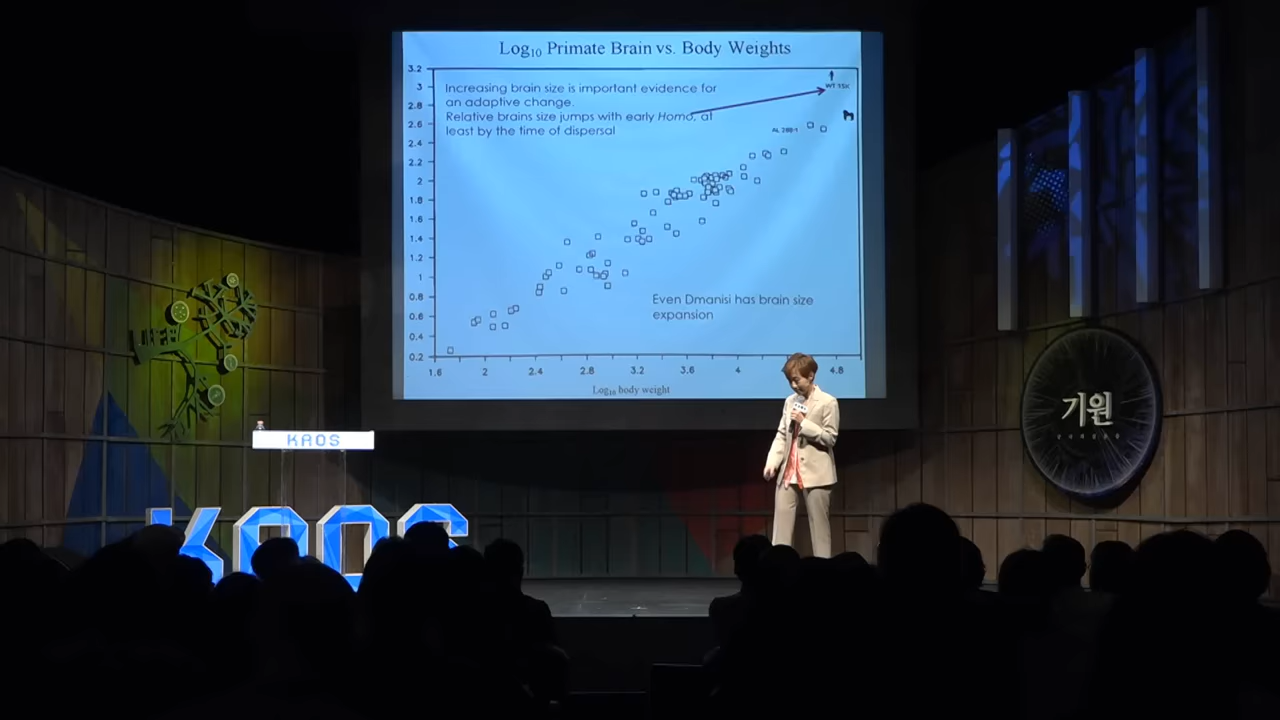 Log₁₀ Primate Brain vs. Body Weights
3.2
3
2.8
2.6
2.4
2.2
2
1.8
1.6
1.4
1.2
1
0.8
0.6
0.4
0.2
Increasing brain size is important evidence for
an adaptive change.
Relative brains size jumps with early Homo, at
least by the time of dispersal
WT 15K
AL 288-1
Even Dmanisi has brain size
expansion
1.6 2 2.4 2.8 3.2 3.6 4 4.8
Log₁₀ body weight
KAOS
KAOS
기원